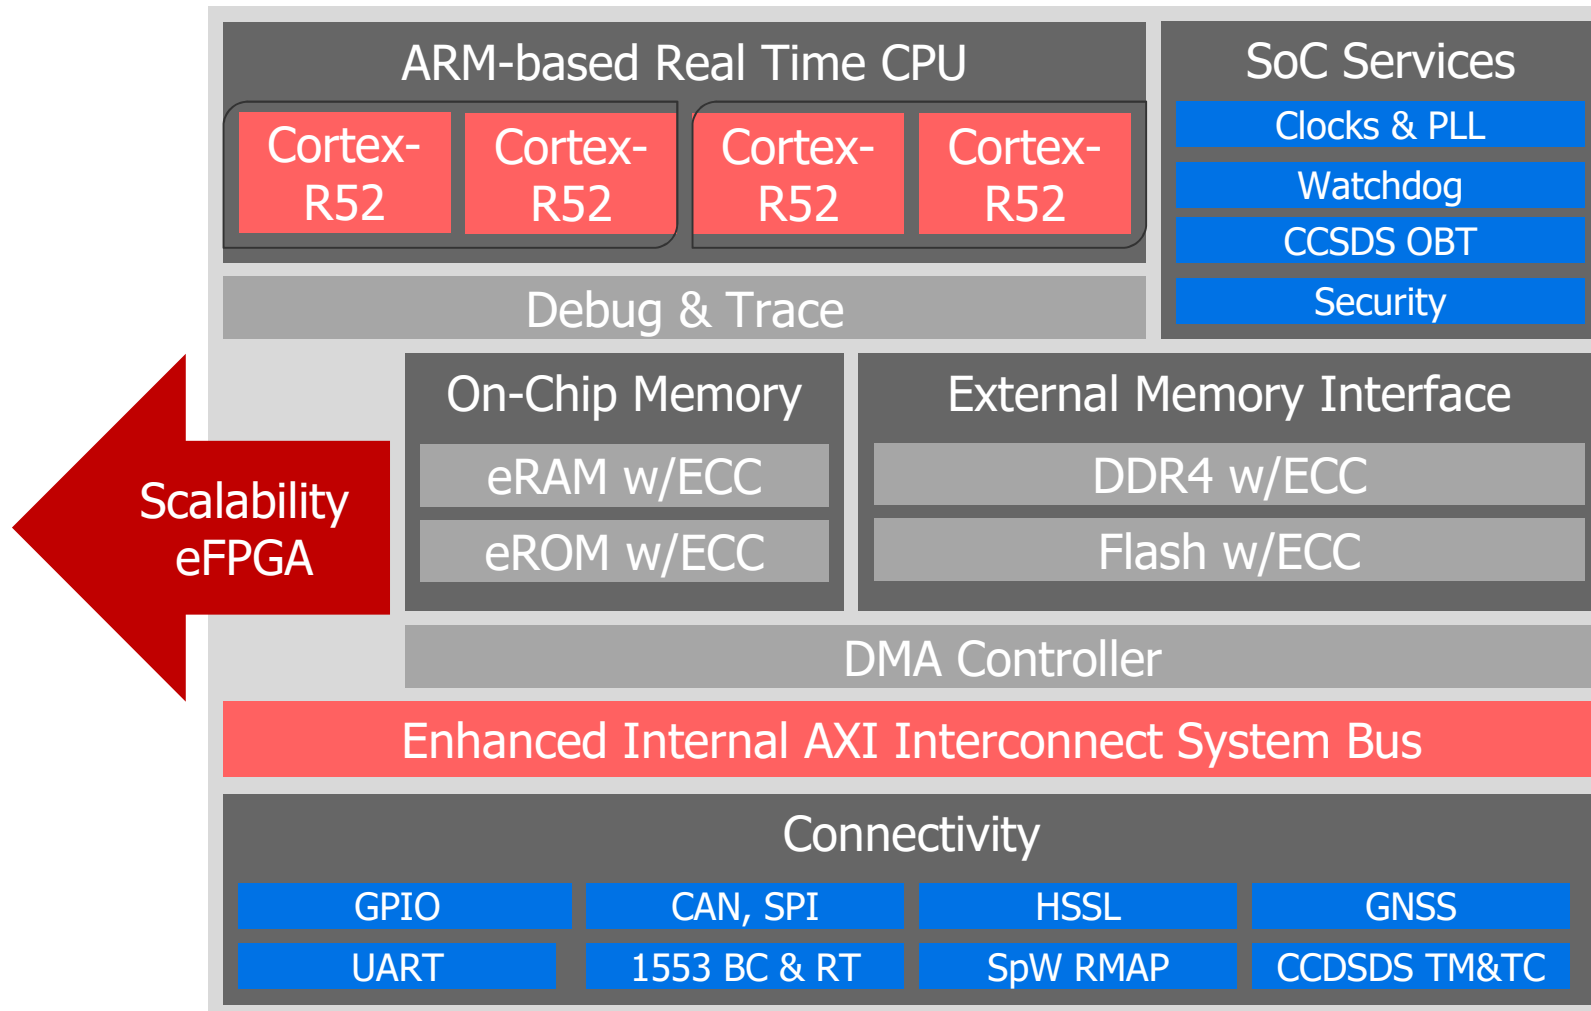 ARM-based Real Time CPU
Cortex-
R52
Cortex-
R52
Cortex-
R52
Cortex-
R52
SoC Services
Clocks & PLL
Watchdog
CCSDS OBT
Security
Debug & Trace
Scalability
eFPGA
On-Chip Memory
eRAM w/ECC
eROM w/ECC
External Memory Interface
DDR4 w/ECC
Flash w/ECC
DMA Controller
Enhanced Internal AXI Interconnect System Bus
Connectivity
GPIO
CAN, SPI
HSSL
GNSS
UART
1553 BC & RT
SpW RMAP
CCDSDS TM&TC